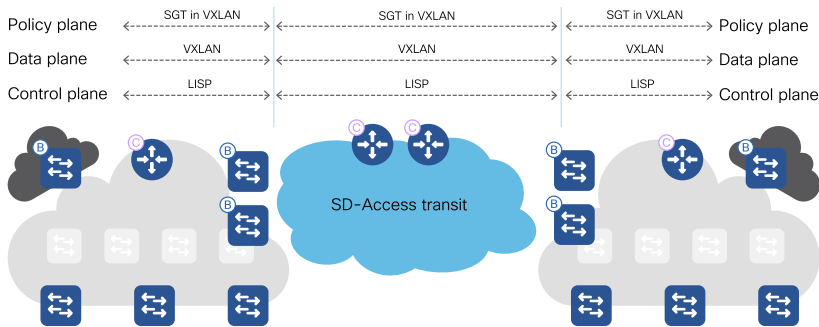 Policy plane SGT in VXLAN SGT in VXLAN SGT in VXLAN Policy plane
Data plane VXLAN VXLAN VXLAN Data plane
Control plane LISP LISP LISP Control plane
C C C C
B B B B
B B
SD-Access transit